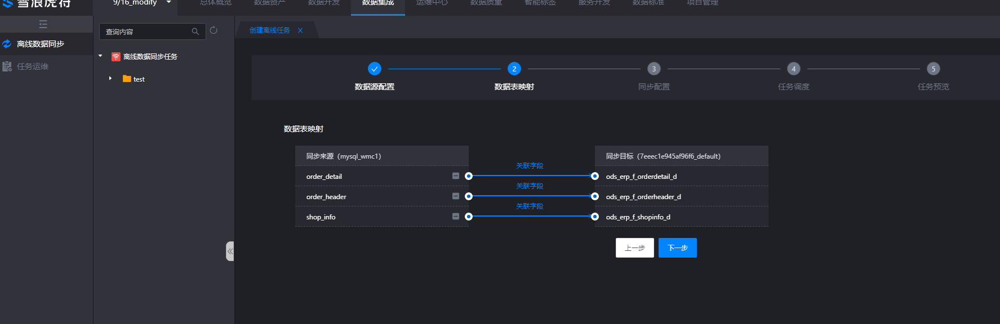 雪浪虎符
9/16_modify
总体概览
数据资产
数据开发
数据集成
运维中心
数据质量
智能标签
服务开发
数据标准
项目管理
离线数据同步
任务运维
查询内容
离线数据同步任务
test
创建离线任务
2
3
4
5
数据源配置
数据表映射
同步配置
任务调度
任务预览
数据表映射
同步来源（mysql_wmc1）
同步目标（7eeec1e945af96f6_default）
关联字段
order_detail
ods_erp_f_orderdetail_d
关联字段
order_header
ods_erp_f_orderheader_d
关联字段
shop_info
ods_erp_f_shopinfo_d
上一步
下一步